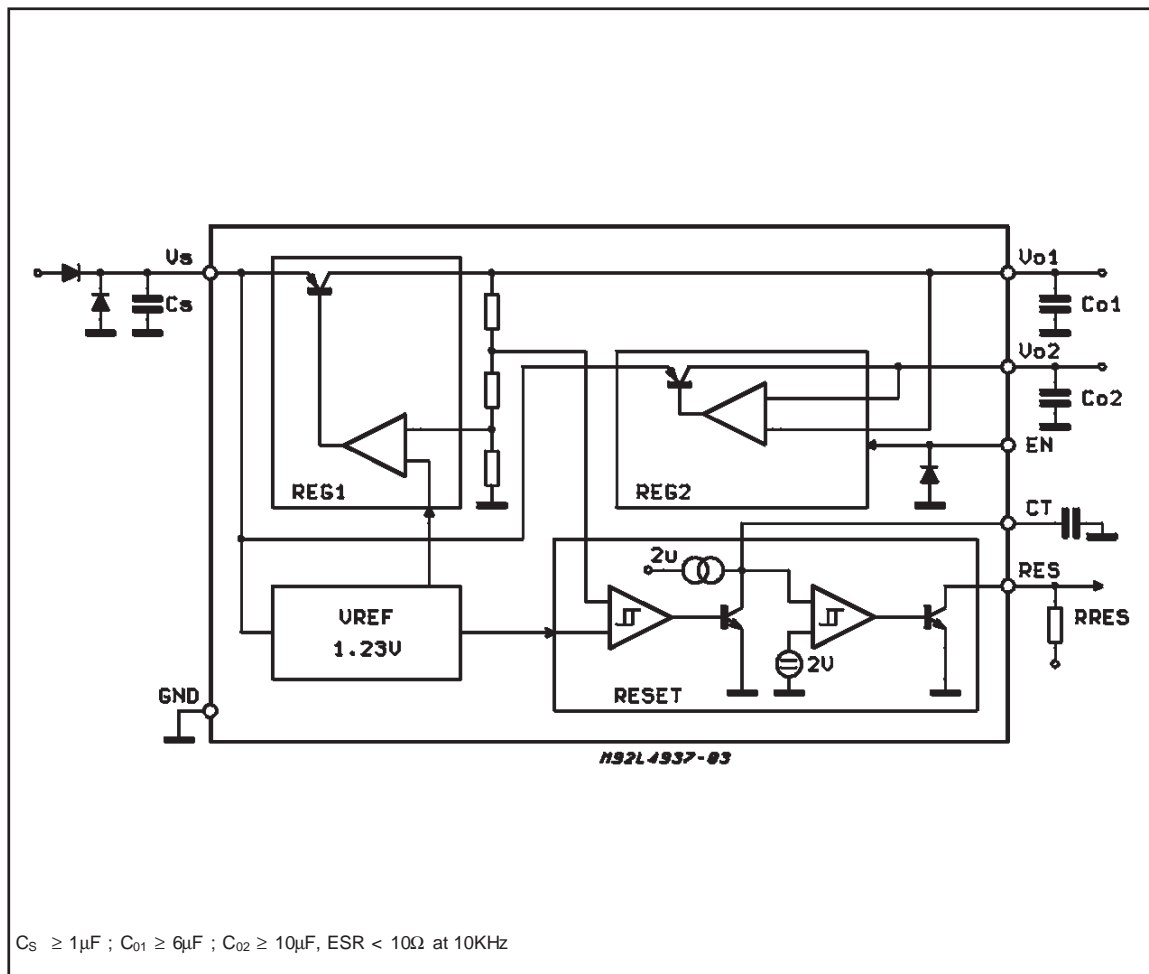 Vs
Vo1
Cs
Co1
Vo2
Co2
EN
REG1
REG2
CT
2u
RES
VREF
1.23V
RRES
2V
GND
RESET
M92L4937-03
CS ≥ 1μF ; C01 ≥ 6μF ; C02 ≥ 10μF, ESR < 10Ω at 10KHz